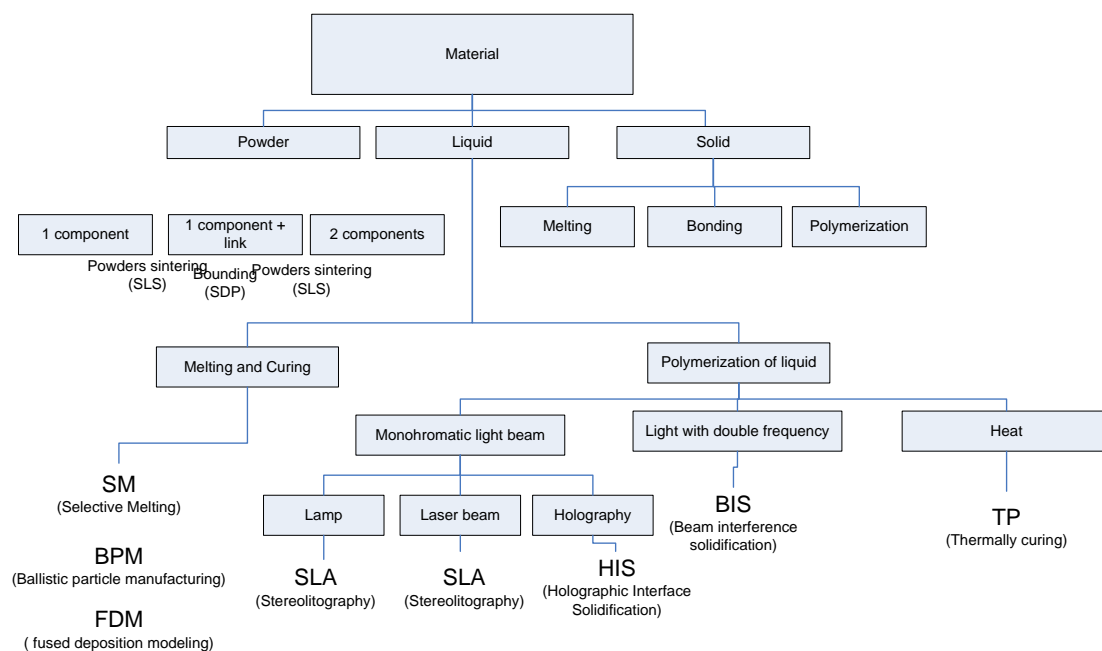 Material
Powder
Liquid
Solid
Melting
Bonding
Polymerization
1 component
1 component +
link
2 components
Powders sintering
(SLS)
Bounding
(SDP)
Powders sintering
(SLS)
Melting and Curing
Polymerization of liquid
Monohromatic light beam
Light with double frequency
Heat
SM
(Selective Melting)
BPM
(Ballistic particle manufacturing)
FDM
( fused deposition modeling)
Lamp
Laser beam
Holography
SLA
(Stereolitography)
SLA
(Stereolitography)
HIS
(Holographic Interface
Solidification)
BIS
(Beam interference
solidification)
TP
(Thermally curing)